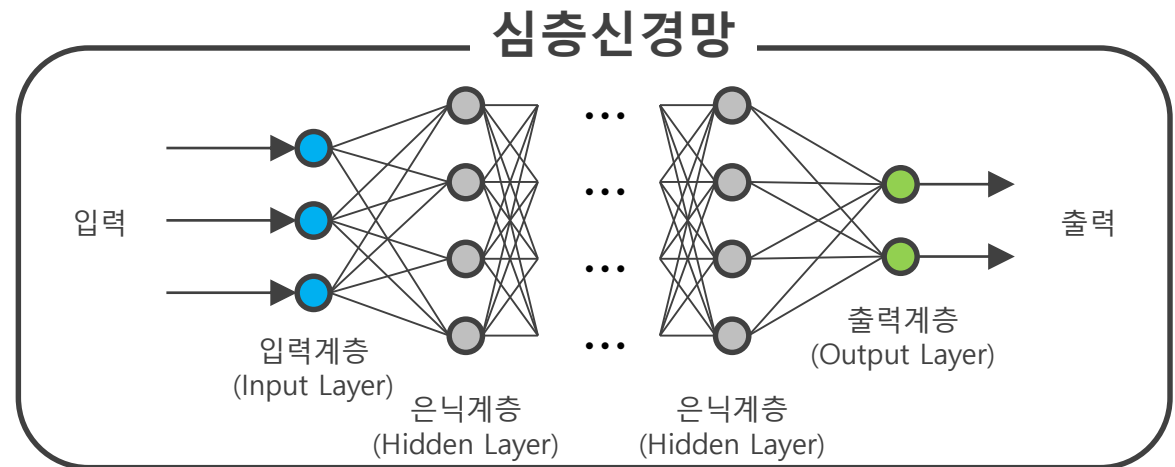 심층신경망
...
...
...
...
입력
출력
입력계층
(Input Layer)
은닉계층
(Hidden Layer)
은닉계층
(Hidden Layer)
출력계층
(Output Layer)